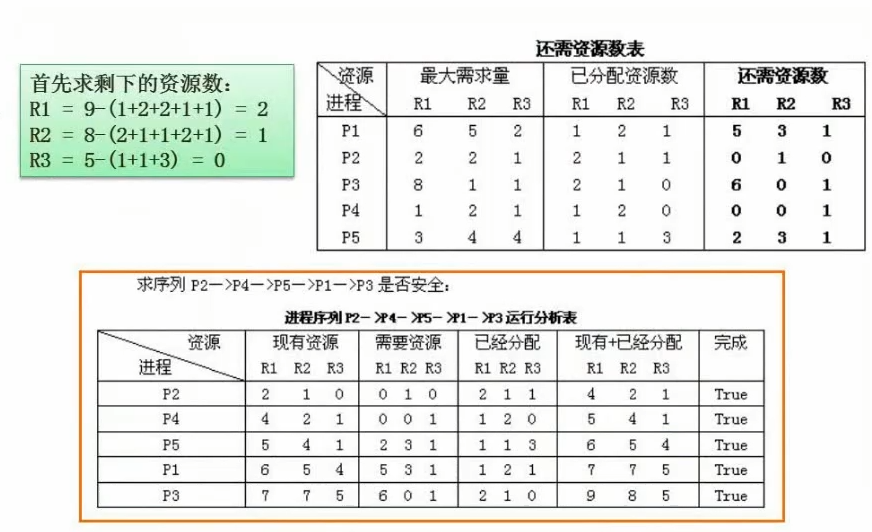 首先求剩下的资源数:
R1 = 9-(1+2+2+1+1) = 2
R2 = 8-(2+1+1+2+1) = 1
R3 = 5-(1+1+3) = 0
还需资源数表
资源 最大需求量 已分配资源数 还需资源数
进程 R1 R2 R3 R1 R2 R3 R1 R2 R3
P1 6 5 2 1 2 1 5 3 1
P2 2 2 1 2 1 1 0 1 0
P3 8 1 1 2 1 0 6 0 1
P4 1 2 1 1 2 0 0 0 1
P5 3 4 4 1 1 3 2 3 1
求序列 P2—>P4—>P5—>P1—>P3 是否安全:
进程序列 P2—>P4—>P5—>P1—>P3 运行分析表
资源 现有资源 需要资源 已经分配 现有+已经分配 完成
进程 R1 R2 R3 R1 R2 R3 R1 R2 R3 R1 R2 R3
P2 2 1 0 0 1 0 2 1 1 4 2 1 True
P4 4 2 1 0 0 1 1 2 0 5 4 1 True
P5 5 4 1 2 3 1 1 1 3 6 5 4 True
P1 6 5 4 5 3 1 1 2 1 7 7 5 True
P3 7 7 5 6 0 1 2 1 0 9 8 5 True